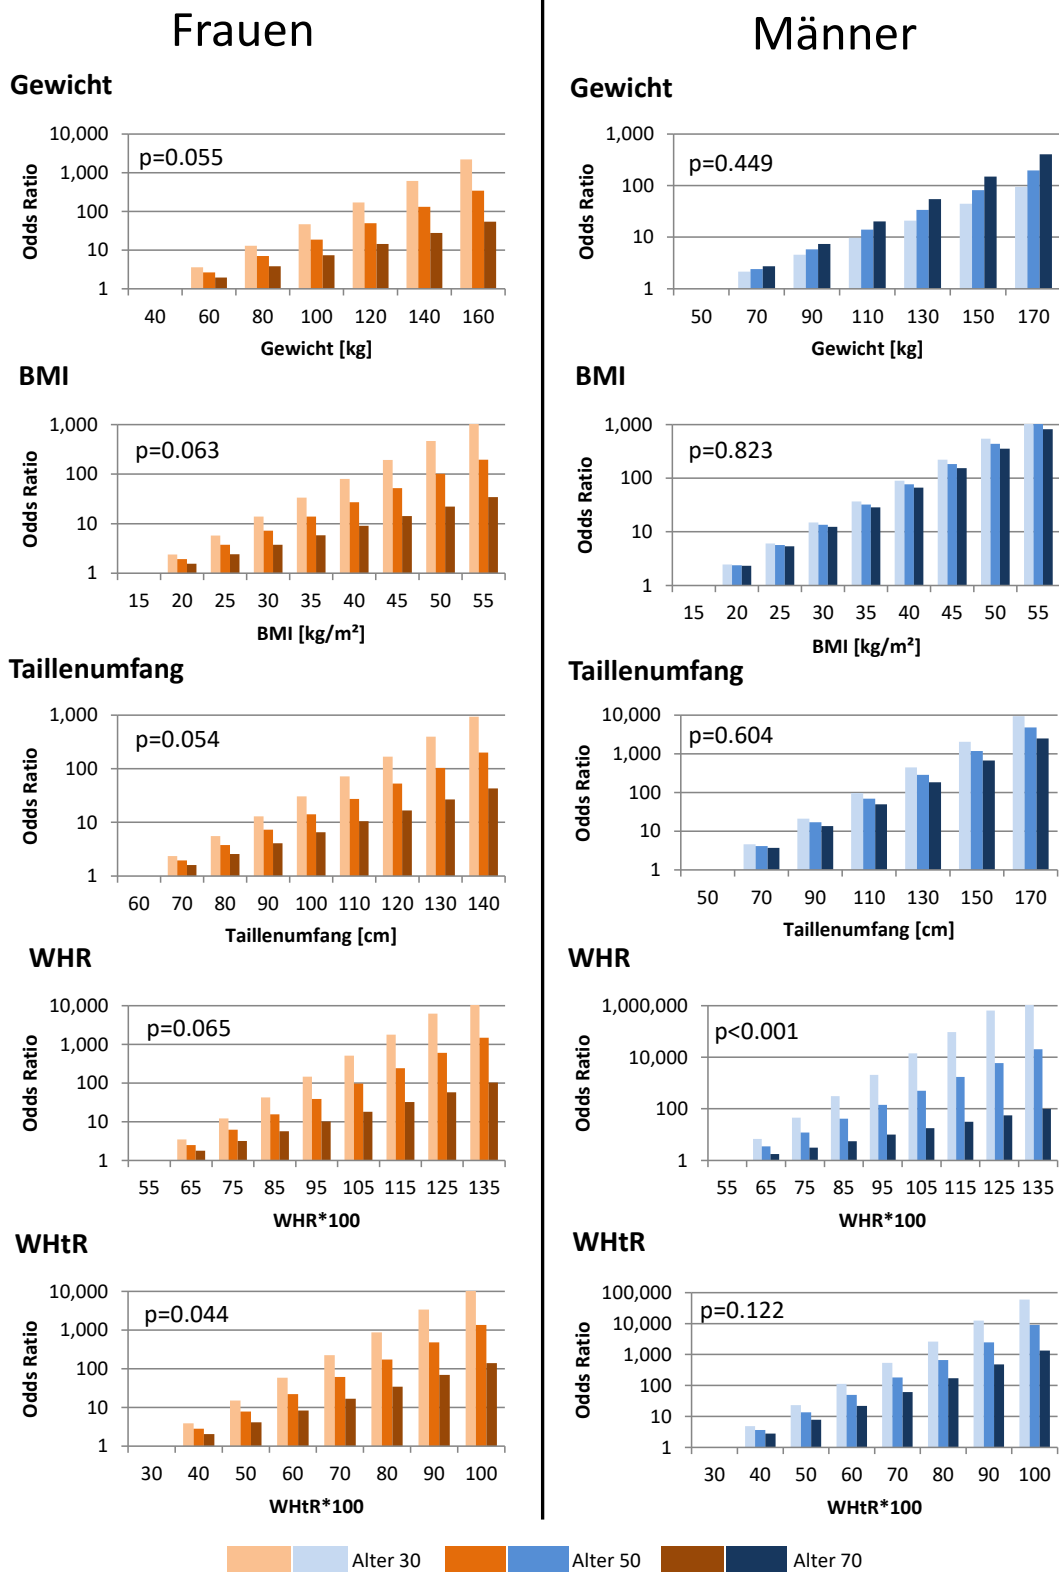 Frauen
Männer
Gewicht
10,000
1,000
100
10
1
Odds Ratio
p=0.055
40 60 80 100 120 140 160
Gewicht [kg]
Gewicht
1,000
100
10
1
Odds Ratio
p=0.449
50 70 90 110 130 150 170
Gewicht [kg]
BMI
1,000
100
10
1
Odds Ratio
p=0.063
15 20 25 30 35 40 45 50 55
BMI [kg/m²]
BMI
1,000
100
10
1
Odds Ratio
p=0.823
15 20 25 30 35 40 45 50 55
BMI [kg/m²]
Taillenumfang
1,000
100
10
1
Odds Ratio
p=0.054
60 70 80 90 100 110 120 130 140
Taillenumfang [cm]
Taillenumfang
10,000
1,000
100
10
1
Odds Ratio
p=0.604
50 70 90 110 130 150 170
Taillenumfang [cm]
WHR
10,000
1,000
100
10
1
Odds Ratio
p=0.065
55 65 75 85 95 105 115 125 135
WHR*100
WHR
1,000,000
10,000
100
1
Odds Ratio
p<0.001
55 65 75 85 95 105 115 125 135
WHR*100
WHtR
10,000
1,000
100
10
1
Odds Ratio
p=0.044
30 40 50 60 70 80 90 100
WHtR*100
WHtR
100,000
10,000
1,000
100
10
1
Odds Ratio
p=0.122
30 40 50 60 70 80 90 100
WHtR*100
Alter 30 Alter 50 Alter 70